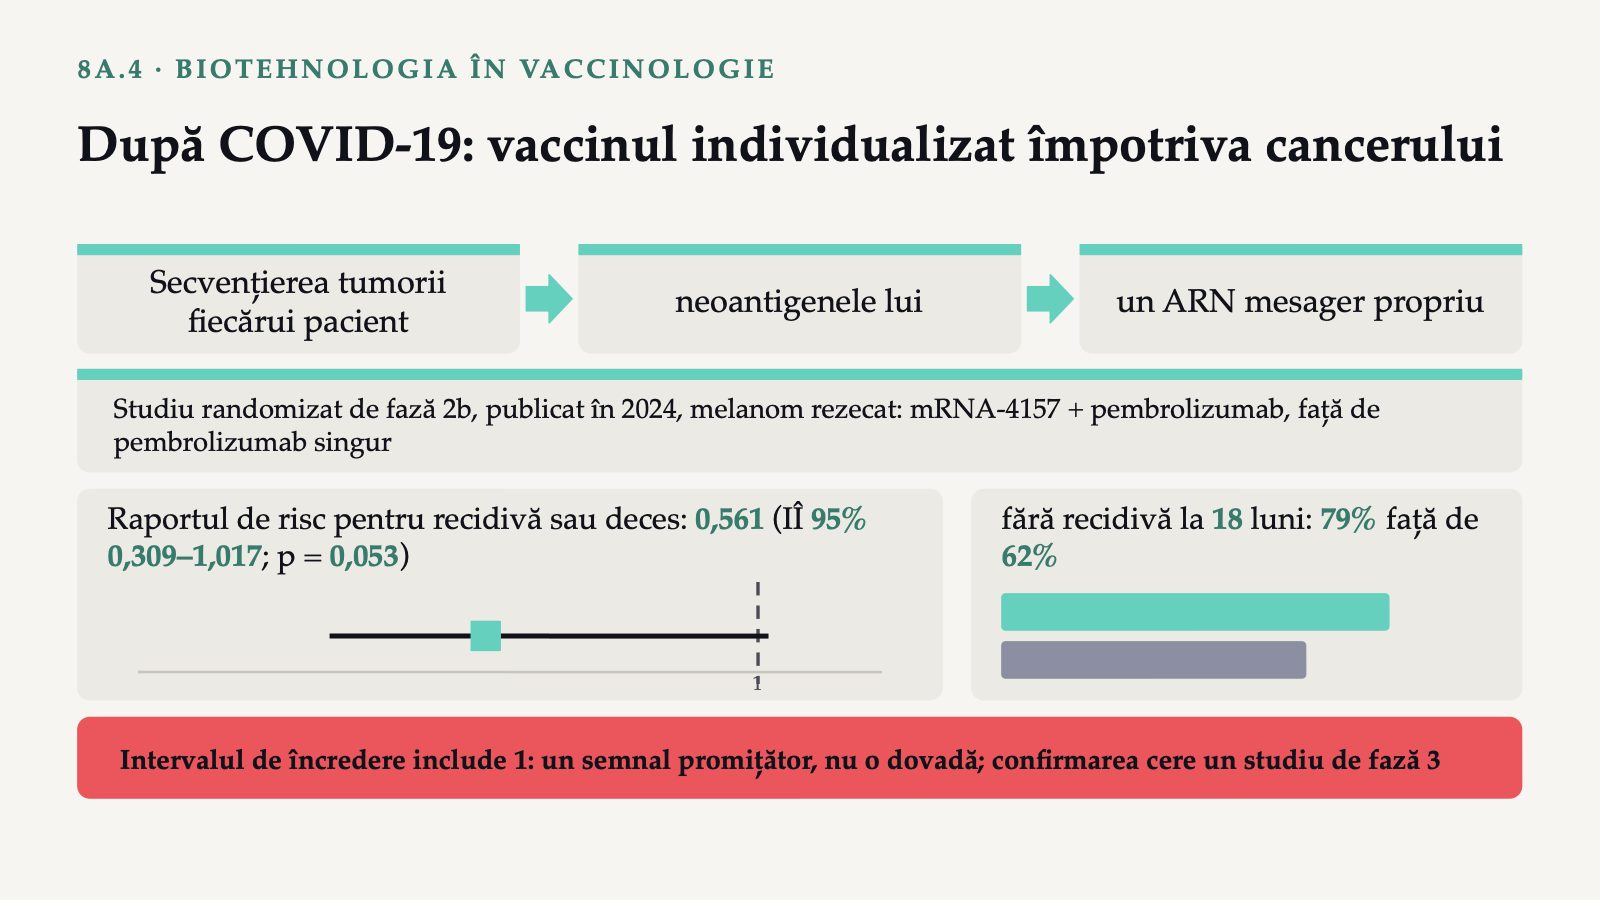 8A.4 · BIOTEHNOLOGIA ÎN VACCINOLOGIE
După COVID-19: vaccinul individualizat împotriva cancerului
Secvențierea tumorii
fiecărui pacient
neoantigenele lui
un ARN mesager propriu
Studiu randomizat de fază 2b, publicat în 2024, melanom rezecat: mRNA-4157 + pembrolizumab, față de
pembrolizumab singur
Raportul de risc pentru recidivă sau deces: 0,561 (IÎ 95%
0,309–1,017; p = 0,053)
1
fără recidivă la 18 luni: 79% față de
62%
Intervalul de încredere include 1: un semnal promițător, nu o dovadă; confirmarea cere un studiu de fază 3